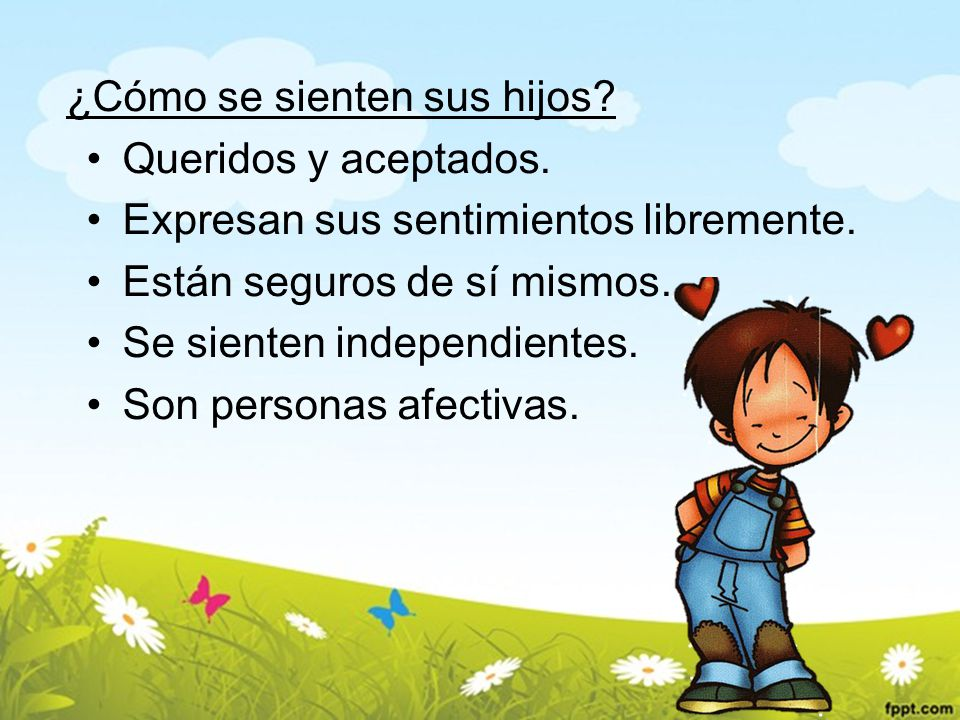 ¿Cómo se sienten sus hijos?
• Queridos y aceptados.
• Expresan sus sentimientos libremente.
• Están seguros de sí mismos.
• Se sienten independientes.
• Son personas afectivas.
fppt.com